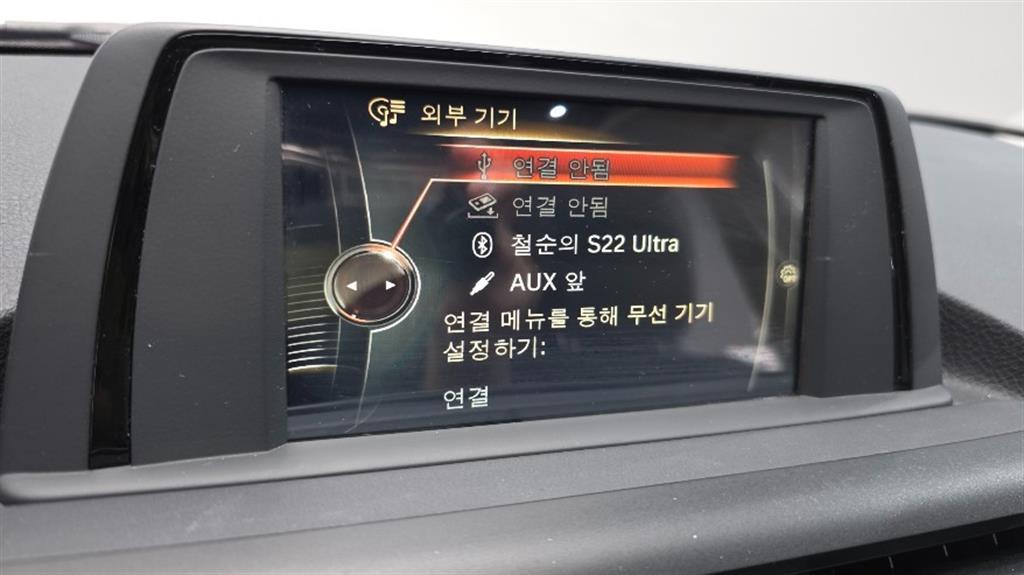 외부 기기
연결 안됨
연결 안됨
철순의 S22 Ultra
AUX 앞
연결 메뉴를 통해 무선 기기
설정하기:
연결